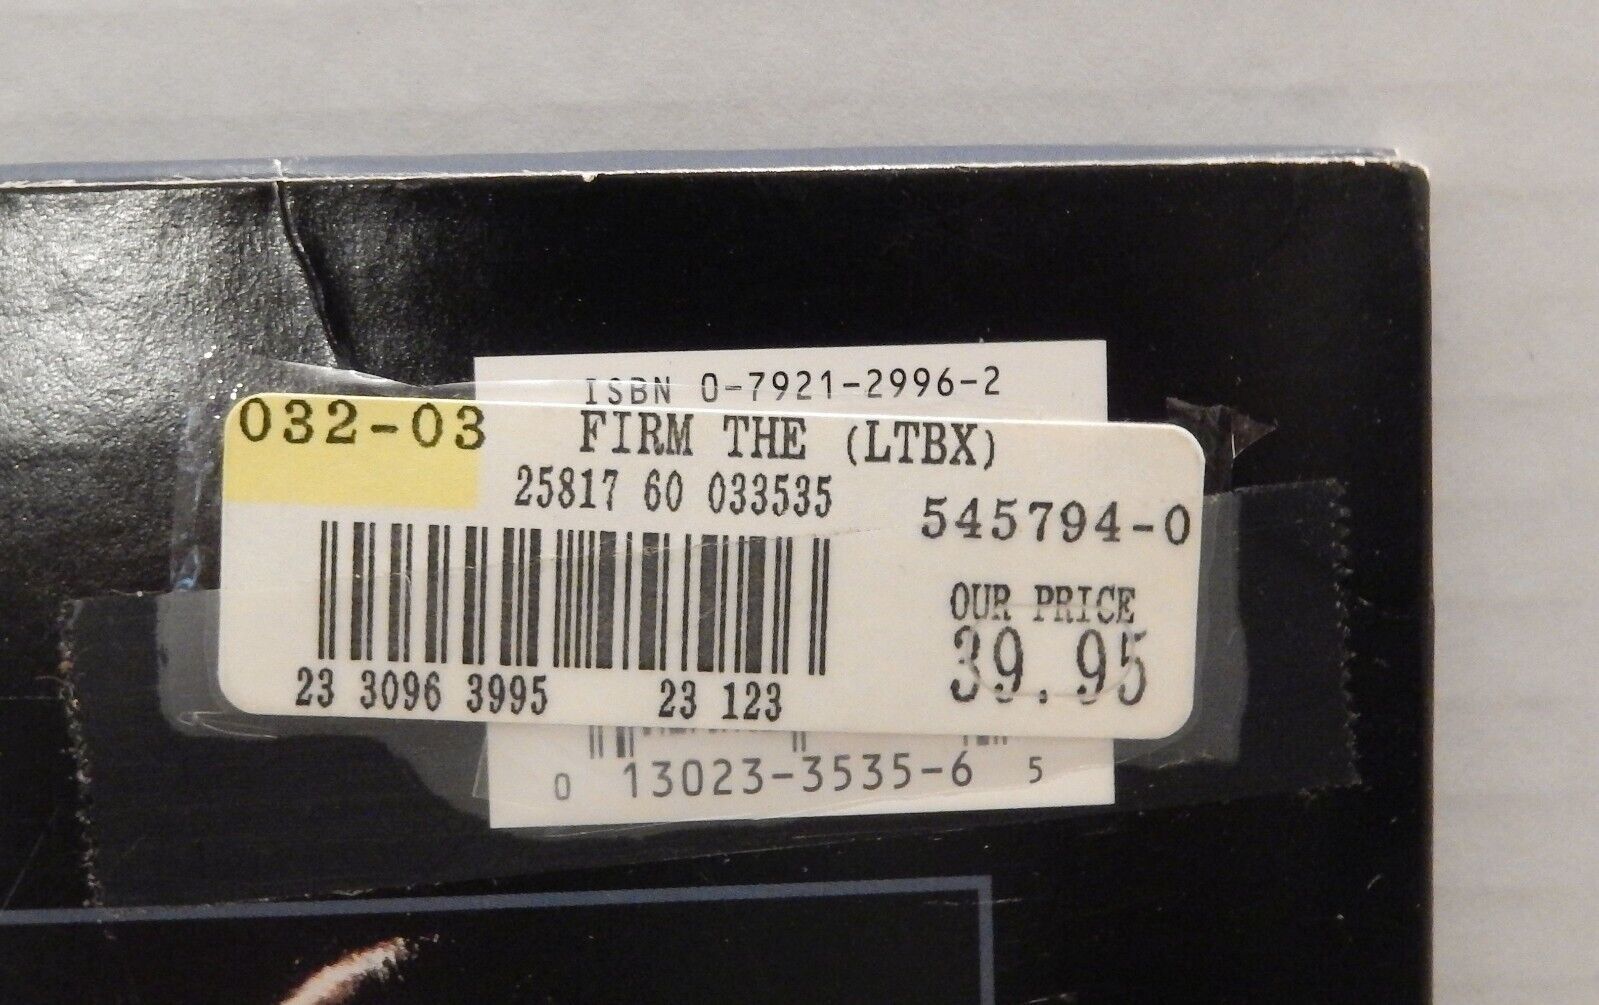 ISBN 0-7921-2996-2
032-03 FIRM THE (LTBX)
25817 60 033535
545794-0
OUR PRICE
39.95
23 3096 3995 23 123
0 13023-3535-6 5